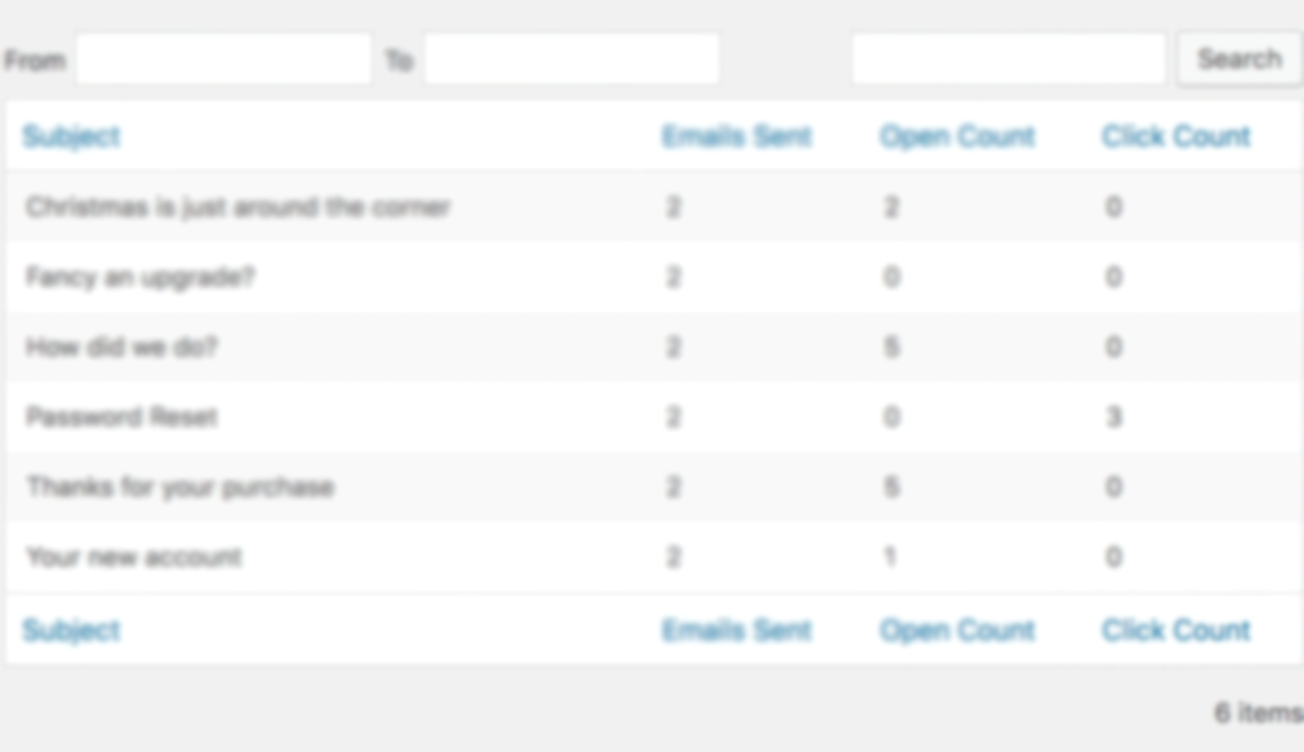 From To Search
Subject Emails Sent Open Count Click Count
Christmas is just around the corner 2 2 0
Fancy an upgrade? 2 0 0
How did we do? 2 5 0
Password Reset 2 0 3
Thanks for your purchase 2 5 0
Your new account 2 1 0
Subject Emails Sent Open Count Click Count
6 items